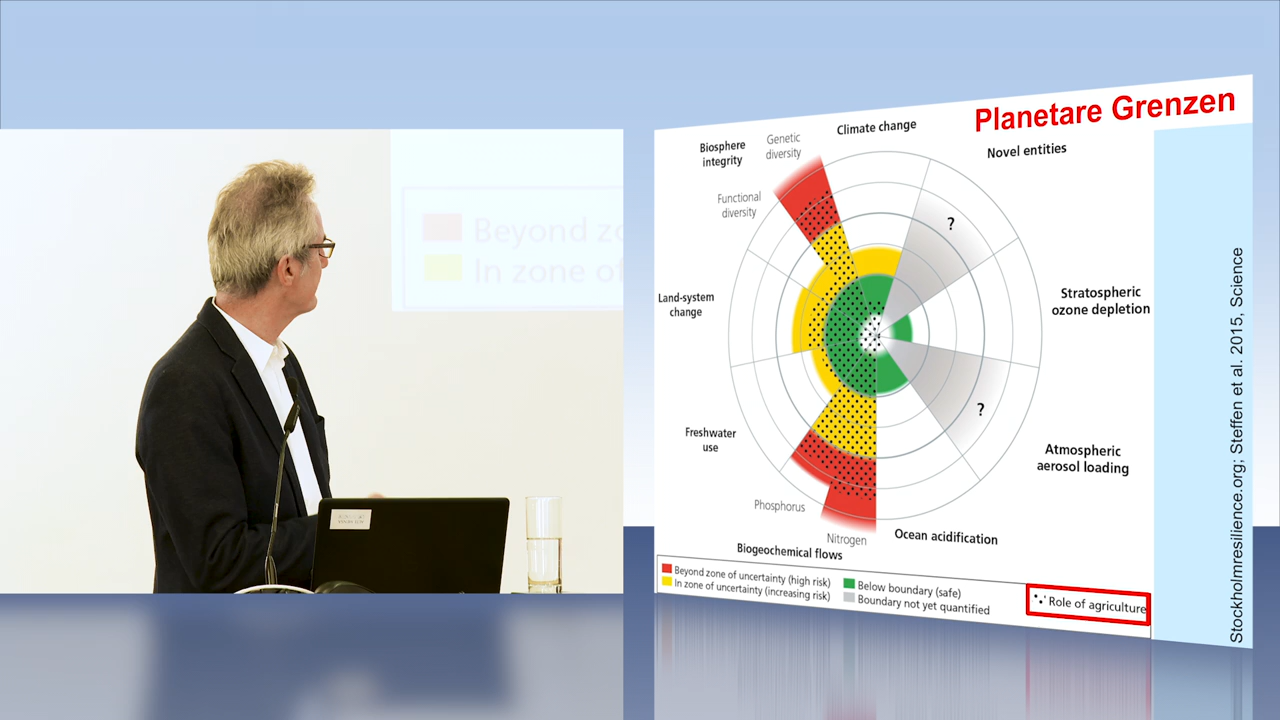 Planetare Grenzen
Climate change
Novel entities
Biosphere
integrity
Genetic
diversity
Functional
diversity
?
Land-system
change
Stratospheric
ozone depletion
?
Freshwater
use
Atmospheric
aerosol loading
Phosphorus
Nitrogen
Ocean acidification
Biogeochemical flows
Beyond zone of uncertainty (high risk)
In zone of uncertainty (increasing risk)
Below boundary (safe)
Boundary not yet quantified
Role of agriculture
Stockholmresilience.org; Steffen et al. 2015, Science
Beyond zo
In zone of